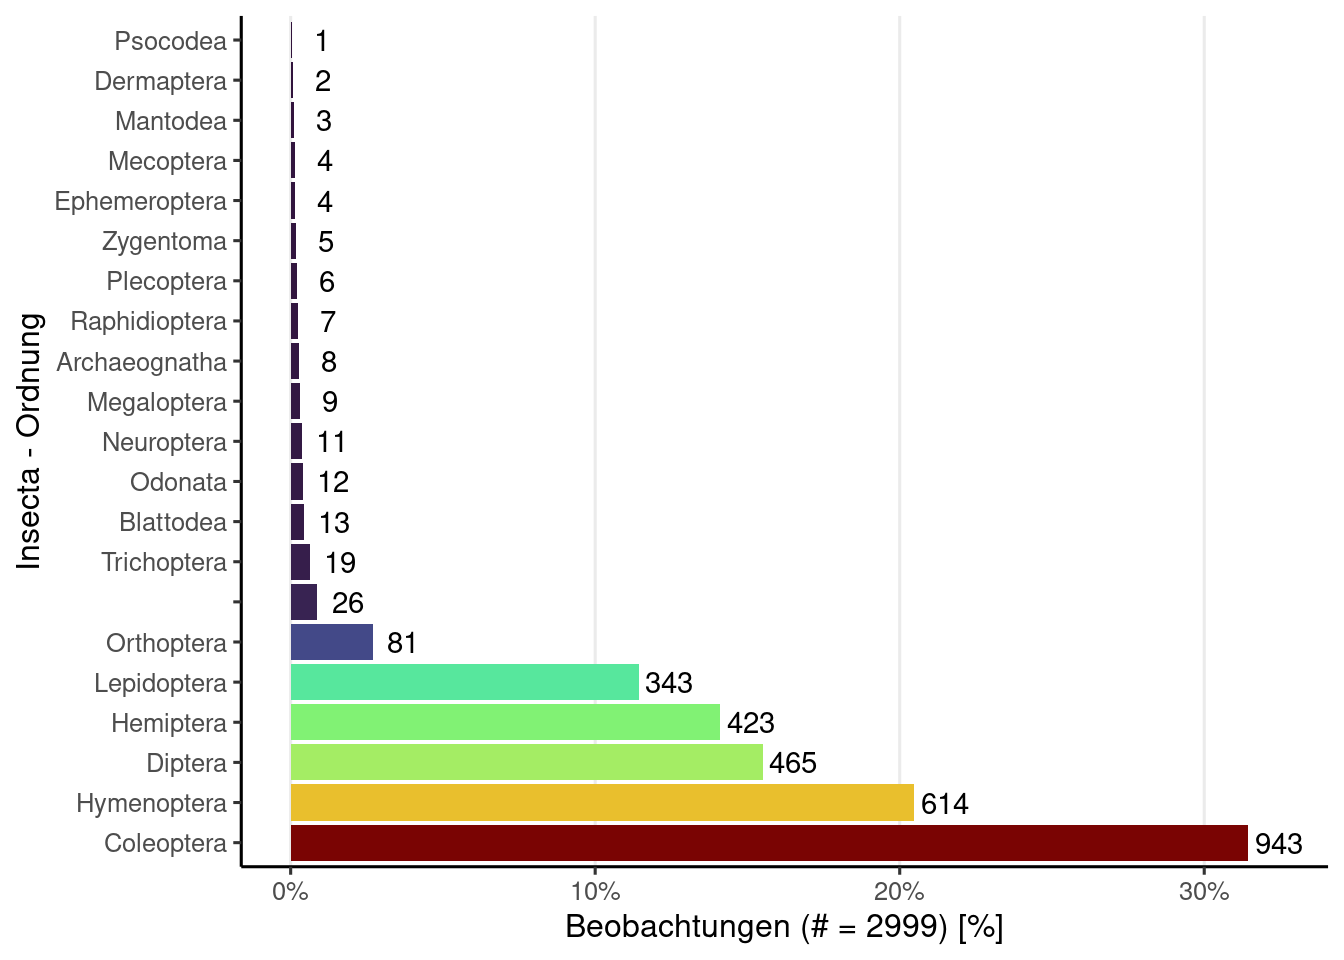 Insecta - Ordnung
Psocodea 1
Dermaptera 2
Mantodea 3
Mecoptera 4
Ephemeroptera 4
Zygentoma 5
Plecoptera 6
Raphidioptera 7
Archaeognatha 8
Megaloptera 9
Neuroptera 11
Odonata 12
Blattodea 13
Trichoptera 19
26
Orthoptera 81
Lepidoptera 343
Hemiptera 423
Diptera 465
Hymenoptera 614
Coleoptera 943
0% 10% 20% 30%
Beobachtungen (# = 2999) [%]